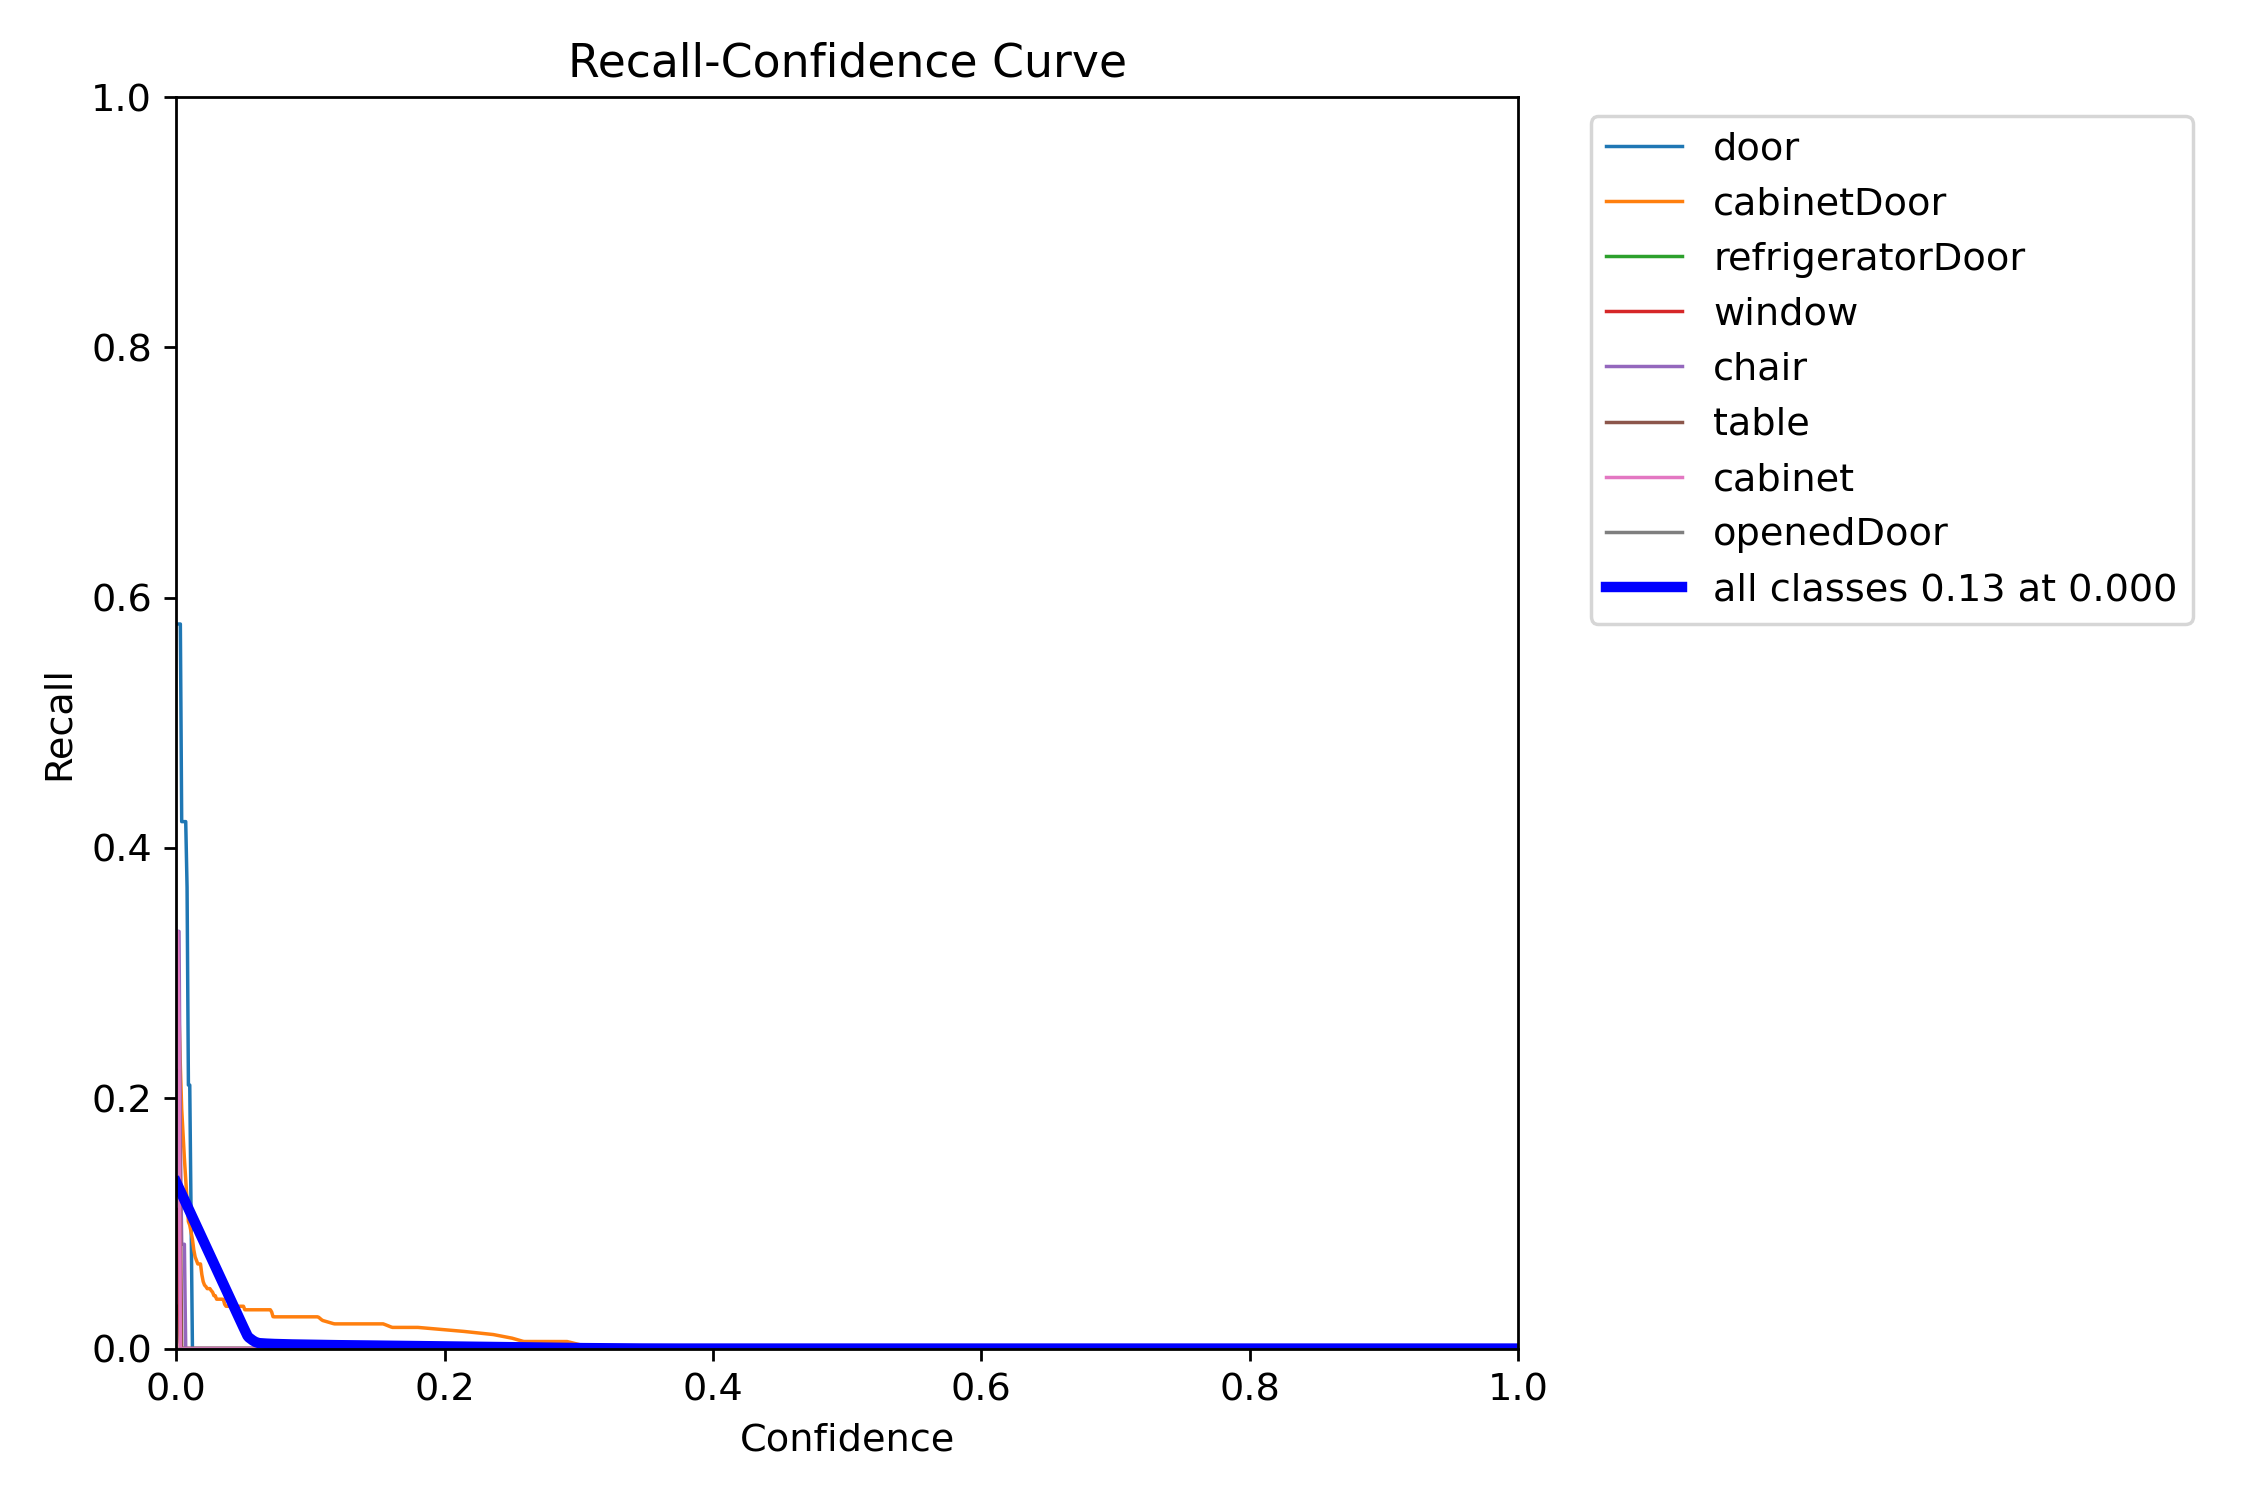 Recall-Confidence Curve
1.0
0.8
0.6
0.4
0.2
0.0
Recall
0.0 0.2 0.4 0.6 0.8 1.0
Confidence
door
cabinetDoor
refrigeratorDoor
window
chair
table
cabinet
openedDoor
all classes 0.13 at 0.000